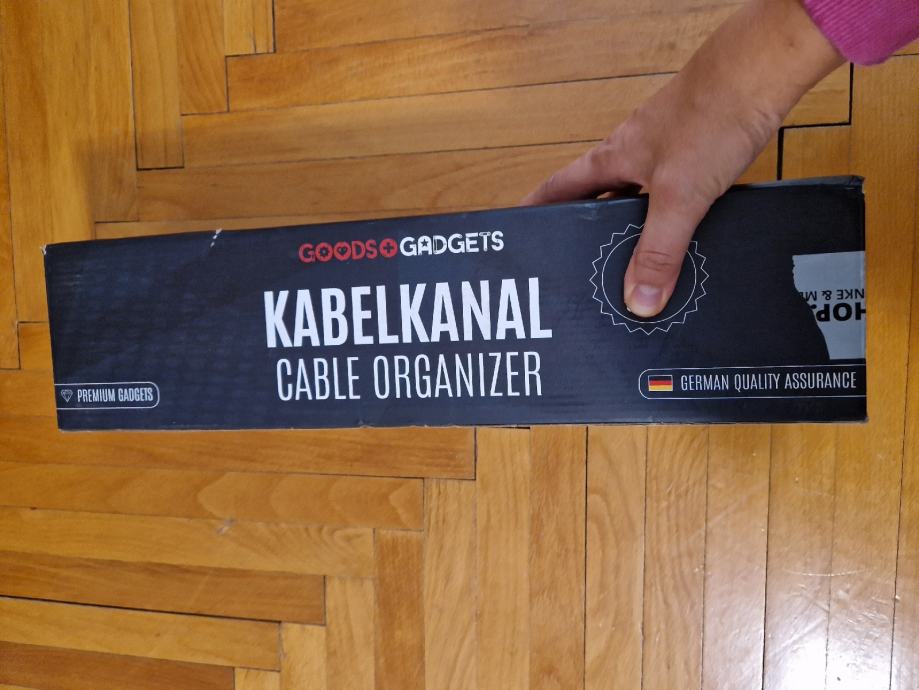 GOODS+GADGETS
KABELKANAL
CABLE ORGANIZER
PREMIUM GADGETS
GERMAN QUALITY ASSURANCE